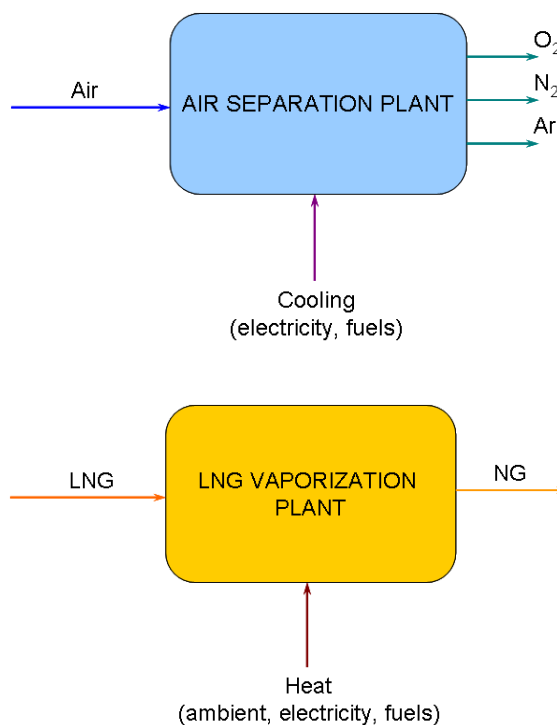 O₂
Air
N₂
AIR SEPARATION PLANT
Ar
Cooling
(electricity, fuels)
LNG
LNG VAPORIZATION
PLANT
NG
Heat
(ambient, electricity, fuels)